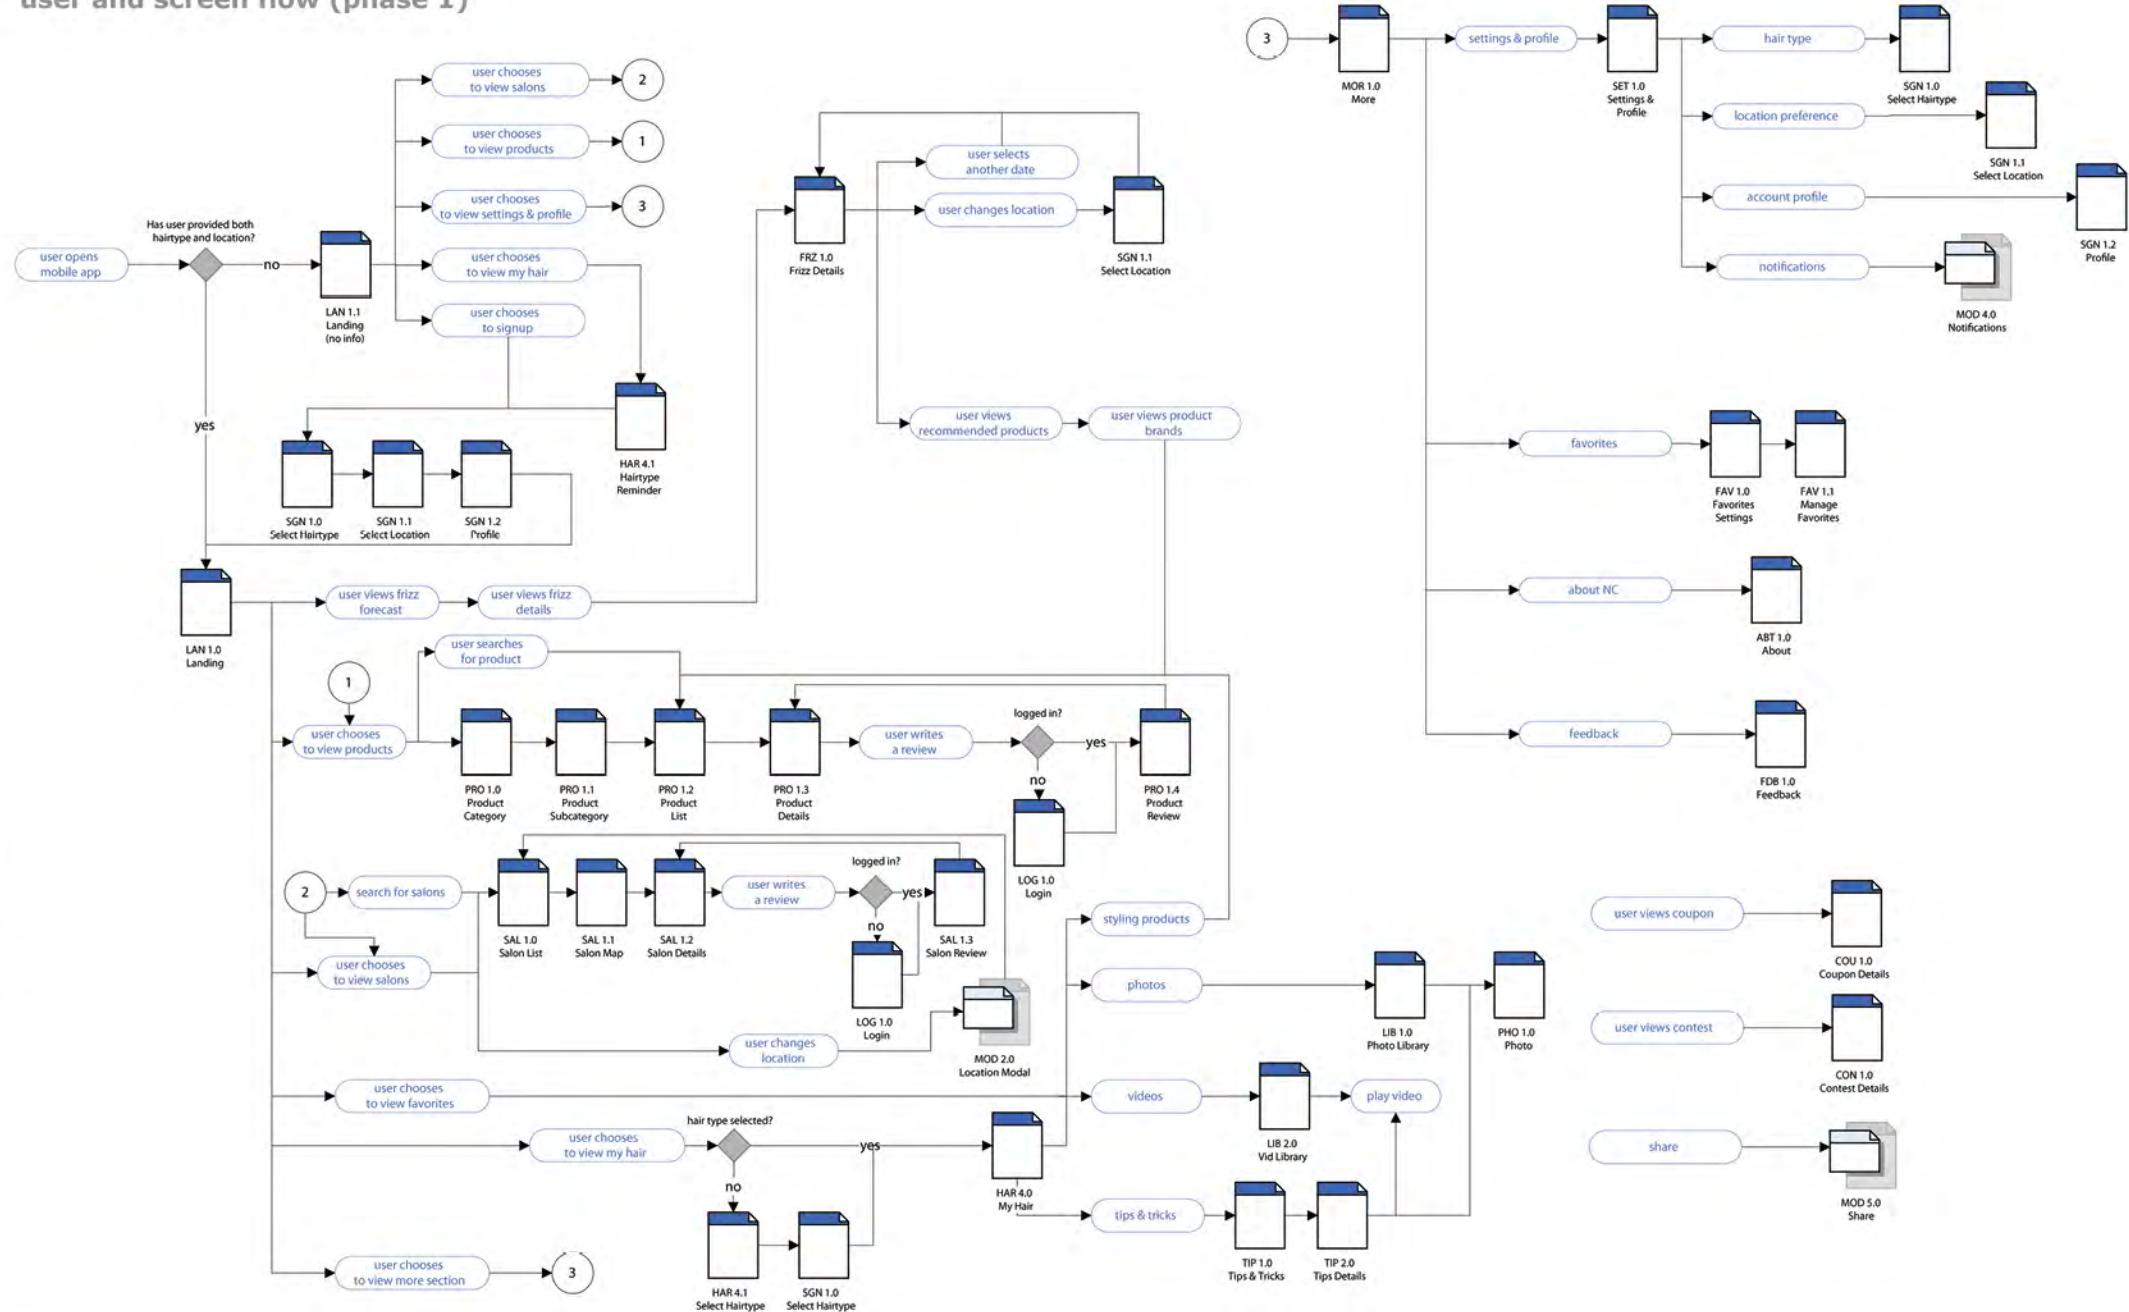 user and screen flow (phase 1)
user opens
mobile app
Has user provided both
hairtype and location?
no
yes
LAN 1.1
Landing
(no info)
user chooses
to view salons
2
user chooses
to view products
1
user chooses
to view settings & profile
3
user chooses
to view my hair
user chooses
to signup
HAR 4.1
Hairtype
Reminder
SGN 1.0
Select Hairtype
SGN 1.1
Select Location
SGN 1.2
Profile
LAN 1.0
Landing
user views frizz
forecast
user views frizz
details
FRZ 1.0
Frizz Details
user selects
another date
user changes location
SGN 1.1
Select Location
user views
recommended products
user views product
brands
user searches
for product
1
user chooses
to view products
PRO 1.0
Product
Category
PRO 1.1
Product
Subcategory
PRO 1.2
Product
List
PRO 1.3
Product
Details
user writes
a review
logged in?
yes
no
LOG 1.0
Login
PRO 1.4
Product
Review
2
search for salons
user chooses
to view salons
SAL 1.0
Salon List
SAL 1.1
Salon Map
SAL 1.2
Salon Details
user writes
a review
logged in?
yes
no
LOG 1.0
Login
SAL 1.3
Salon Review
user changes
location
MOD 2.0
Location Modal
user chooses
to view favorites
user chooses
to view my hair
hair type selected?
yes
no
HAR 4.1
Select Hairtype
SGN 1.0
Select Hairtype
HAR 4.0
My Hair
user chooses
to view more section
3
styling products
photos
LIB 1.0
Photo Library
PHO 1.0
Photo
videos
LIB 2.0
Vid Library
play video
tips & tricks
TIP 1.0
Tips & Tricks
TIP 2.0
Tips Details
3
MOR 1.0
More
settings & profile
SET 1.0
Settings &
Profile
hair type
SGN 1.0
Select Hairtype
location preference
SGN 1.1
Select Location
account profile
SGN 1.2
Profile
notifications
MOD 4.0
Notifications
favorites
FAV 1.0
Favorites
Settings
FAV 1.1
Manage
Favorites
about NC
ABT 1.0
About
feedback
FDB 1.0
Feedback
user views coupon
COU 1.0
Coupon Details
user views contest
CON 1.0
Contest Details
share
MOD 5.0
Share